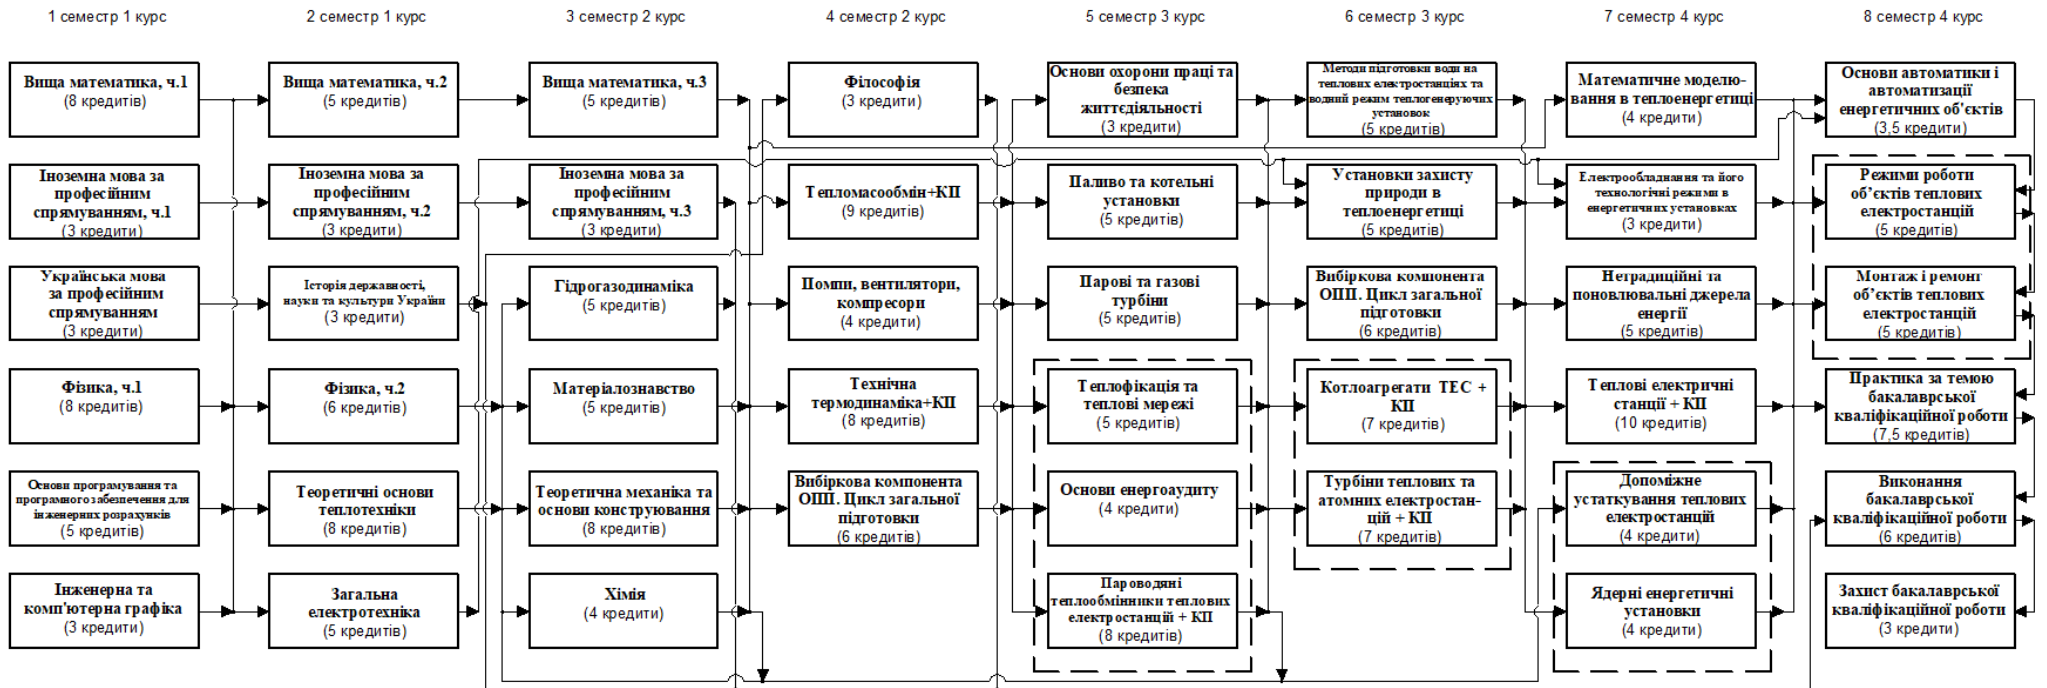 1 семестр 1 курс
2 семестр 1 курс
3 семестр 2 курс
4 семестр 2 курс
5 семестр 3 курс
6 семестр 3 курс
7 семестр 4 курс
8 семестр 4 курс
Вища математика, ч.1
(8 кредитів)
Вища математика, ч.2
(5 кредитів)
Вища математика, ч.3
(5 кредитів)
Філософія
(3 кредити)
Основи охорони праці та
безпека
життєдіяльності
(3 кредити)
Методи підготовки води на
теплових електростанціях та
водний режим теплогенеруючих
установок
(5 кредитів)
Математичне моделю-
вання в теплоенергетиці
(4 кредити)
Основи автоматики і
автоматизації
енергетичних об'єктів
(3,5 кредити)
Іноземна мова за
професійним
спрямуванням, ч.1
(3 кредити)
Іноземна мова за
професійним
спрямуванням, ч.2
(3 кредити)
Іноземна мова за
професійним
спрямуванням, ч.3
(3 кредити)
Тепломасообмін+КП
(9 кредитів)
Паливо та котельні
установки
(5 кредитів)
Установки захисту
природи в
теплоенергетиці
(5 кредитів)
Електрообладнання та його
технологічні режими в
енергетичних установках
(3 кредити)
Режими роботи
об’єктів теплових
електростанцій
(5 кредитів)
Українська мова
за професійним
спрямуванням
(3 кредити)
Історія державності,
науки та культури України
(3 кредити)
Гідрогазодинаміка
(5 кредитів)
Помпи, вентилятори,
компресори
(4 кредити)
Парові та газові
турбіни
(5 кредитів)
Вибіркова компонента
ОПП. Цикл загальної
підготовки
(6 кредитів)
Нетрадиційні та
поновлювальні джерела
енергії
(5 кредитів)
Монтаж і ремонт
об’єктів теплових
електростанцій
(5 кредитів)
Фізика, ч.1
(8 кредитів)
Фізика, ч.2
(6 кредитів)
Матеріалознавство
(5 кредитів)
Технічна
термодинаміка+КП
(8 кредитів)
Теплофікація та
теплові мережі
(5 кредитів)
Котлоагрегати ТЕС +
КП
(7 кредитів)
Теплові електричні
станції + КП
(10 кредитів)
Практика за темою
бакалаврської
кваліфікаційної роботи
(7,5 кредитів)
Основи програмування та
програмного забезпечення для
інженерних розрахунків
(5 кредитів)
Теоретичні основи
теплотехніки
(8 кредитів)
Теоретична механіка та
основи конструювання
(8 кредитів)
Вибіркова компонента
ОПП. Цикл загальної
підготовки
(6 кредитів)
Основи енергоаудиту
(4 кредити)
Турбіни теплових та
атомних електростан-
цій + КП
(7 кредитів)
Допоміжне
устаткування теплових
електростанцій
(4 кредити)
Виконання
бакалаврської
кваліфікаційної роботи
(6 кредитів)
Інженерна та
комп'ютерна графіка
(3 кредити)
Загальна
електротехніка
(5 кредитів)
Хімія
(4 кредити)
Пароводяні
теплообмінники теплових
електростанцій + КП
(8 кредитів)
Ядерні енергетичні
установки
(4 кредити)
Захист бакалаврської
кваліфікаційної роботи
(3 кредити)